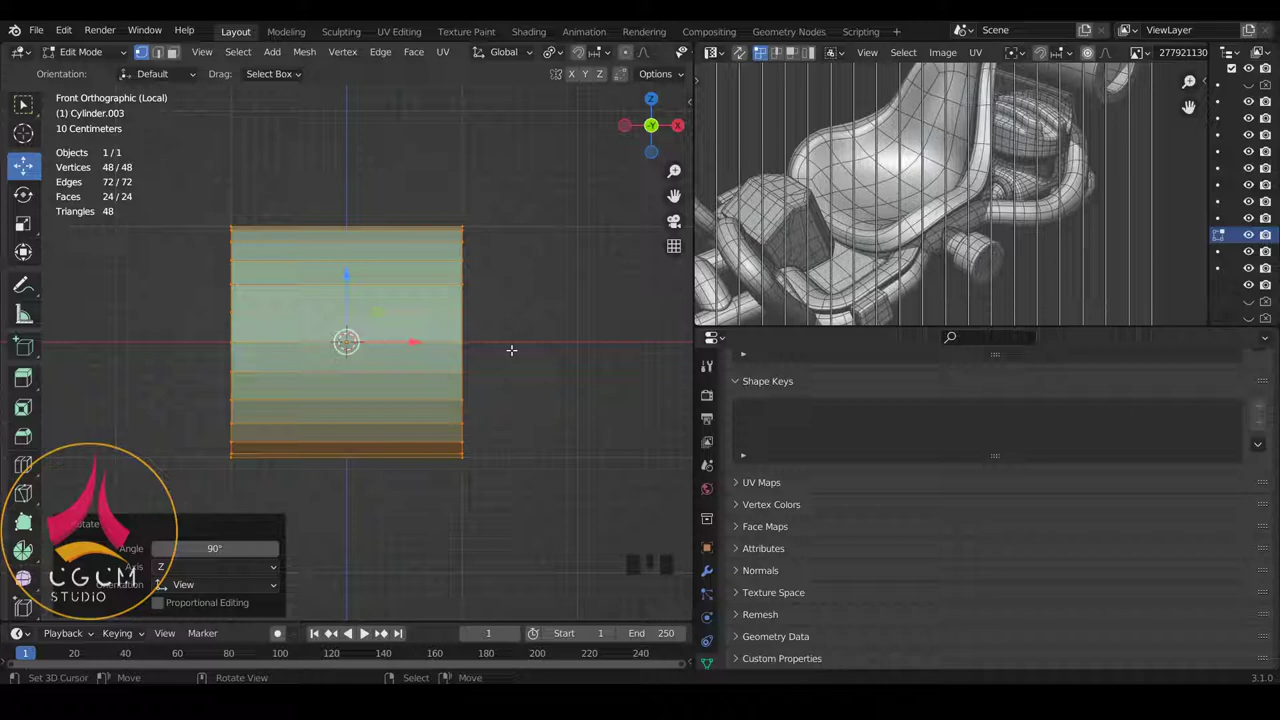 File Edit Render Window Help Layout Modeling Sculpting UV Editing Texture Paint Shading Animation Rendering Compositing Geometry Nodes Scripting Scene ViewLayer
Edit Mode View Select Add Mesh Vertex Edge Face UV Global View Select Image UV 277921130
Orientation: Default Drag: Select Box X Y Z Options
Front Orthographic (Local)
(1) Cylinder.003
10 Centimeters
Objects 1/1
Vertices 48/48
Edges 72/72
Faces 24/24
Triangles 48
Z
-Y
X
Shape Keys
UV Maps
Vertex Colors
Face Maps
Attributes
Normals
Texture Space
Remesh
Geometry Data
Custom Properties
Rotate
Angle 90°
Axis Z
Orientation View
Proportional Editing
UGUM
STUDIO
Playback Keying View Marker 1 Start 1 End 250
1 20 40 60 80 100 120 140 160 180 200 220 240
Set 3D Cursor Move Rotate View Select Move 3.1.0